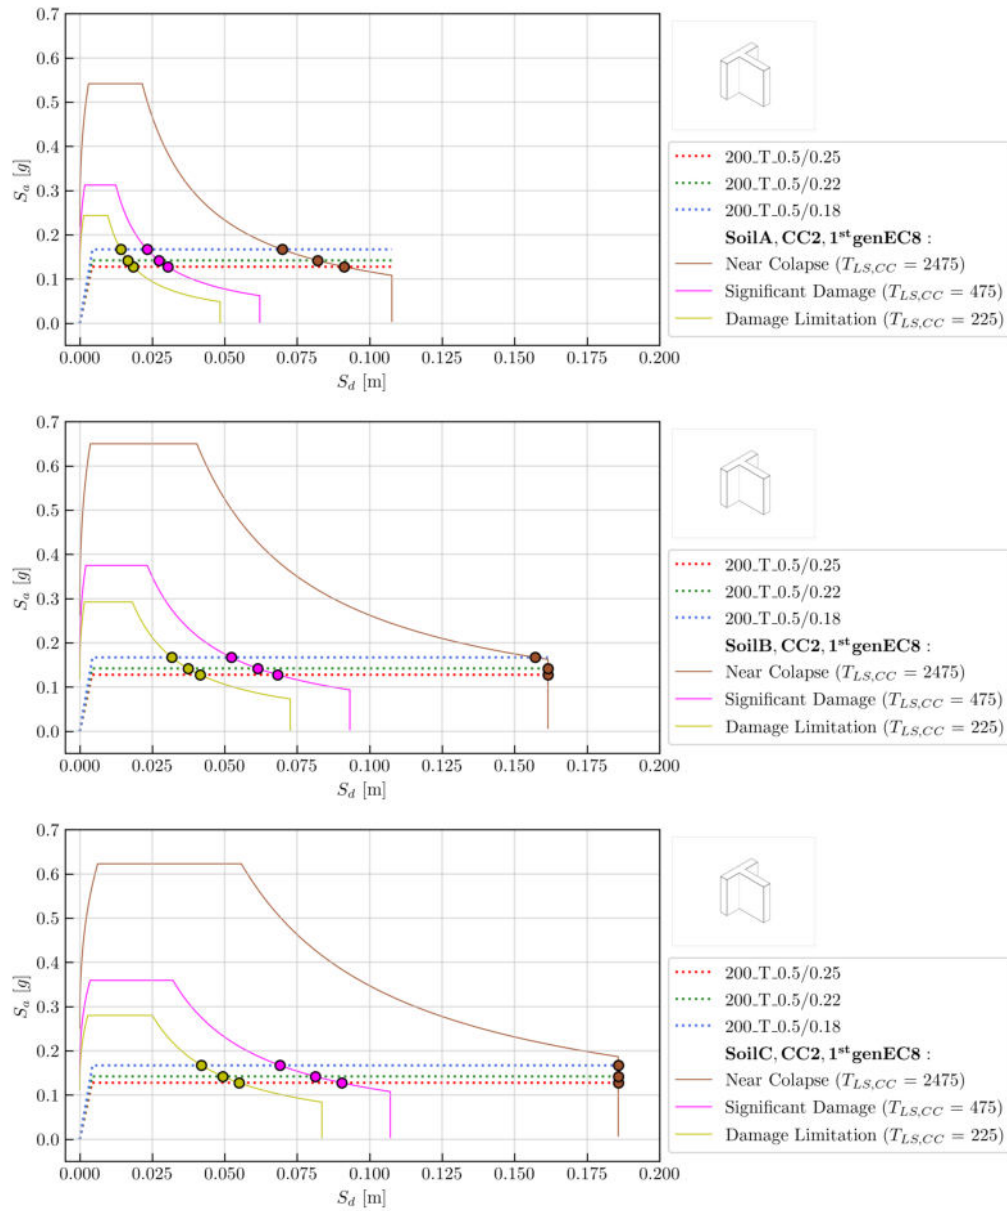 0.7
0.6
0.5
0.4
0.3
0.2
0.1
0.0
S_a [g]
0.000 0.025 0.050 0.075 0.100 0.125 0.150 0.175 0.200
S_d [m]
200_T_0.5/0.25
200_T_0.5/0.22
200_T_0.5/0.18
SoilA, CC2, 1st genEC8 :
Near Colapse (T_LS,CC = 2475)
Significant Damage (T_LS,CC = 475)
Damage Limitation (T_LS,CC = 225)
0.7
0.6
0.5
0.4
0.3
0.2
0.1
0.0
S_a [g]
0.000 0.025 0.050 0.075 0.100 0.125 0.150 0.175 0.200
S_d [m]
200_T_0.5/0.25
200_T_0.5/0.22
200_T_0.5/0.18
SoilB, CC2, 1st genEC8 :
Near Colapse (T_LS,CC = 2475)
Significant Damage (T_LS,CC = 475)
Damage Limitation (T_LS,CC = 225)
0.7
0.6
0.5
0.4
0.3
0.2
0.1
0.0
S_a [g]
0.000 0.025 0.050 0.075 0.100 0.125 0.150 0.175 0.200
S_d [m]
200_T_0.5/0.25
200_T_0.5/0.22
200_T_0.5/0.18
SoilC, CC2, 1st genEC8 :
Near Colapse (T_LS,CC = 2475)
Significant Damage (T_LS,CC = 475)
Damage Limitation (T_LS,CC = 225)